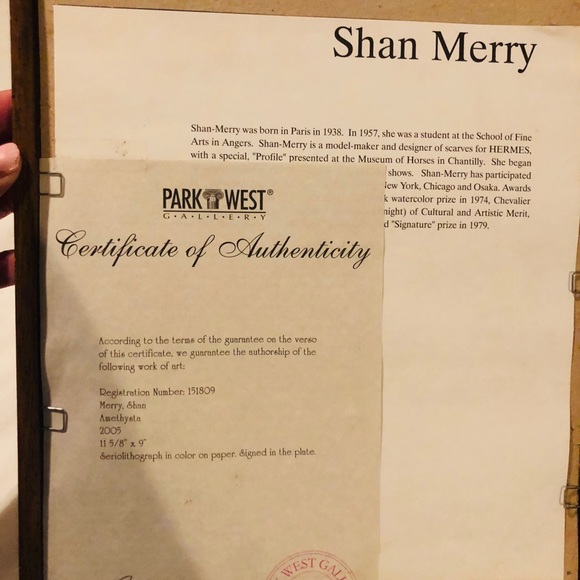 Shan Merry
Shan-Merry was born in Paris in 1938. In 1957, she was a student at the School of Fine
Arts in Angers. Shan-Merry is a model-maker and designer of scarves for HERMES,
with a special, "Profile" presented at the Museum of Horses in Chantilly. She began
shows. Shan-Merry has participated
New York, Chicago and Osaka. Awards
watercolor prize in 1974, Chevalier
of Cultural and Artistic Merit,
"Signature" prize in 1979.
PARK WEST®
G·A·L·L·E·R·Y
Certificate of Authenticity
According to the terms of the guarantee on the verso
of this certificate, we guarantee the authorship of the
following work of art:
Registration Number: 151809
Merry, Shan
Amethysta
2005
11 5/8" x 9"
Seriolithograph in color on paper. Signed in the plate.
WEST GALL